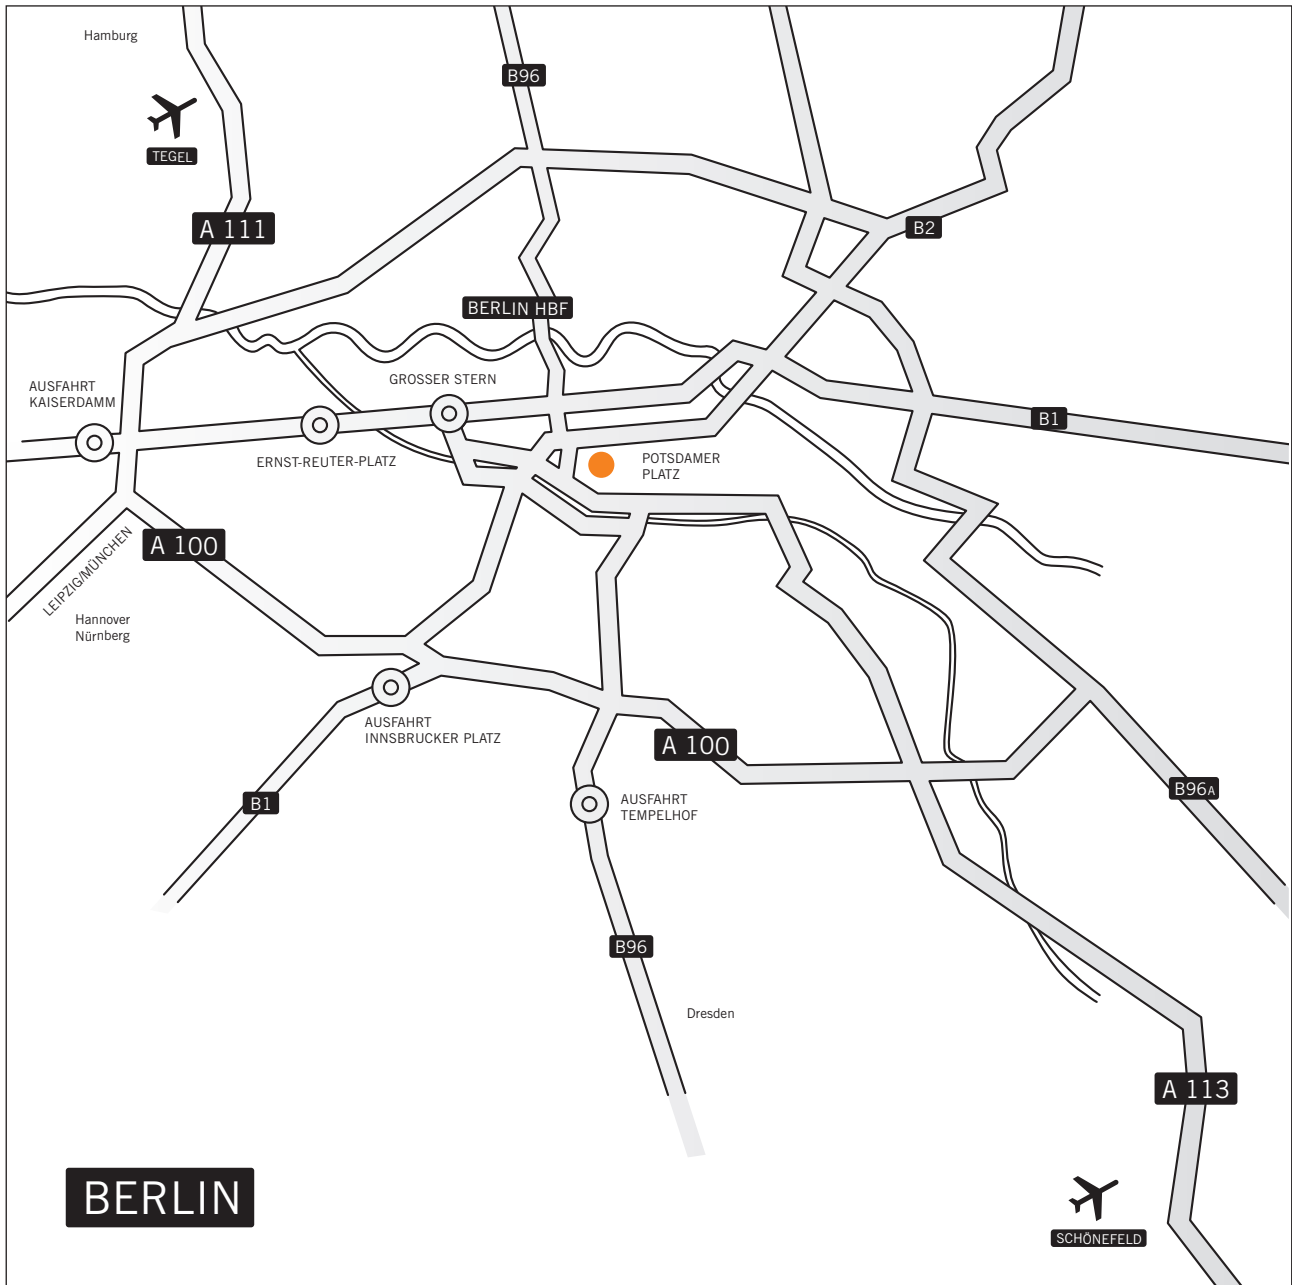 Hamburg
B96
TEGEL
A 111
B2
BERLIN HBF
GROSSER STERN
AUSFAHRT
KAISERDAMM
B1
ERNST-REUTER-PLATZ
POTSDAMER
PLATZ
A 100
LEIPZIG/MÜNCHEN
Hannover
Nürnberg
AUSFAHRT
INNSBRUCKER PLATZ
A 100
B1
AUSFAHRT
TEMPELHOF
B96A
B96
Dresden
A 113
BERLIN
SCHÖNEFELD